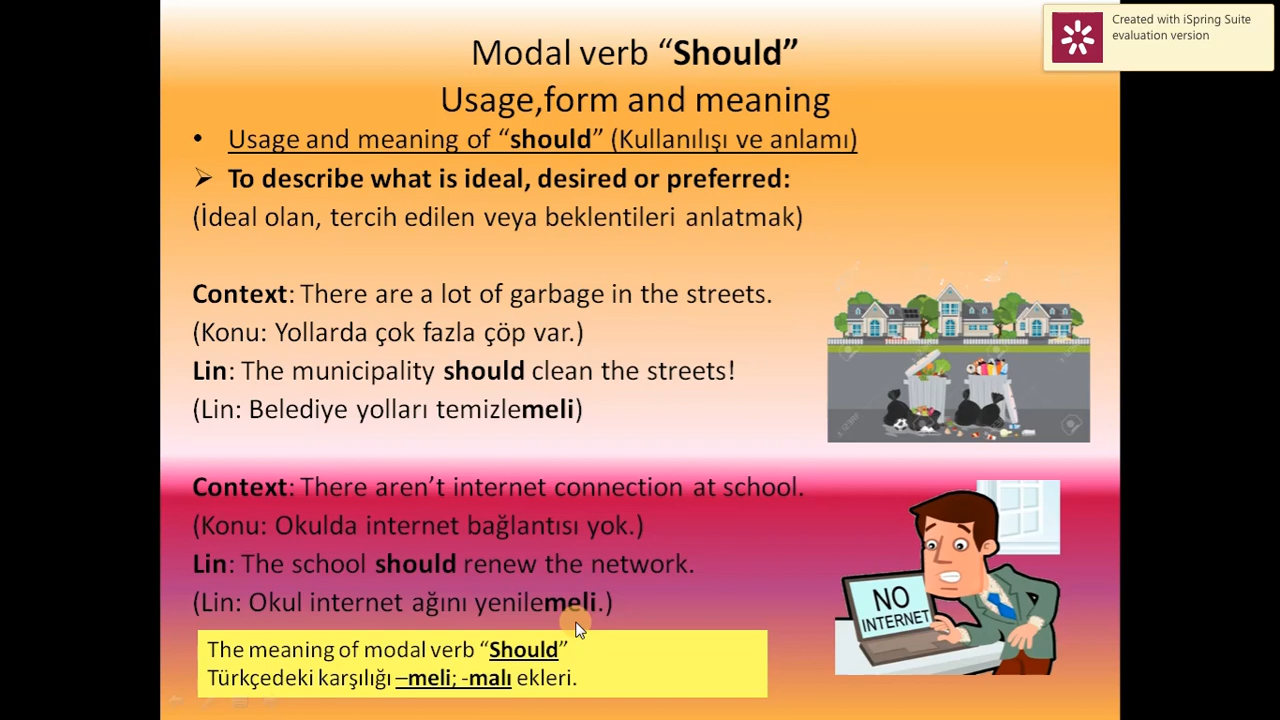 Created with iSpring Suite
evaluation version
Modal verb “Should”
Usage,form and meaning
• Usage and meaning of “should” (Kullanılışı ve anlamı)
➢ To describe what is ideal, desired or preferred:
(İdeal olan, tercih edilen veya beklentileri anlatmak)
Context: There are a lot of garbage in the streets.
(Konu: Yollarda çok fazla çöp var.)
Lin: The municipality should clean the streets!
(Lin: Belediye yolları temizlemeli)
Context: There aren’t internet connection at school.
(Konu: Okulda internet bağlantısı yok.)
Lin: The school should renew the network.
(Lin: Okul internet ağını yenilemeli.)
NO
INTERNET
The meaning of modal verb “Should”
Türkçedeki karşılığı –meli; -malı ekleri.